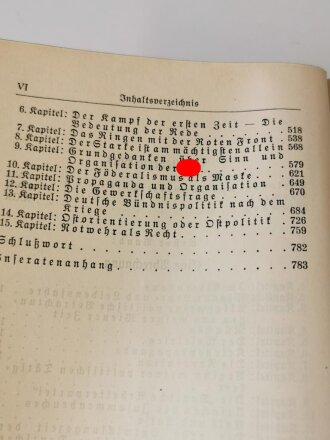 VI
Inhaltsverzeichnis
6. Kapitel: Der Kampf der ersten Zeit — Die
Bedeutung der Rede . . . . . . . . . 518
7. Kapitel: Das Ringen mit der Roten Front 538
8. Kapitel: Der Starke ist am mächtigsten allein 568
9. Kapitel: Grundgedanken über Sinn und
Organisation der . . . . . . . . 579
10. Kapitel: Der Föderalismus als Maske . . . 621
11. Kapitel: Propaganda und Organisation 649
12. Kapitel: Die Gewerkschaftsfrage . . . . . 670
13. Kapitel: Deutsche Bündnispolitik nach dem
Kriege . . . . . . . . . . . . . . 684
14. Kapitel: Ostorientierung oder Ostpolitik . . 726
15. Kapitel: Notwehr als Recht . . . . . . . 759
Schlußwort . . . . . . . . . . . . . . . . 782
Inseratenanhang . . . . . . . . . . . . . . 783